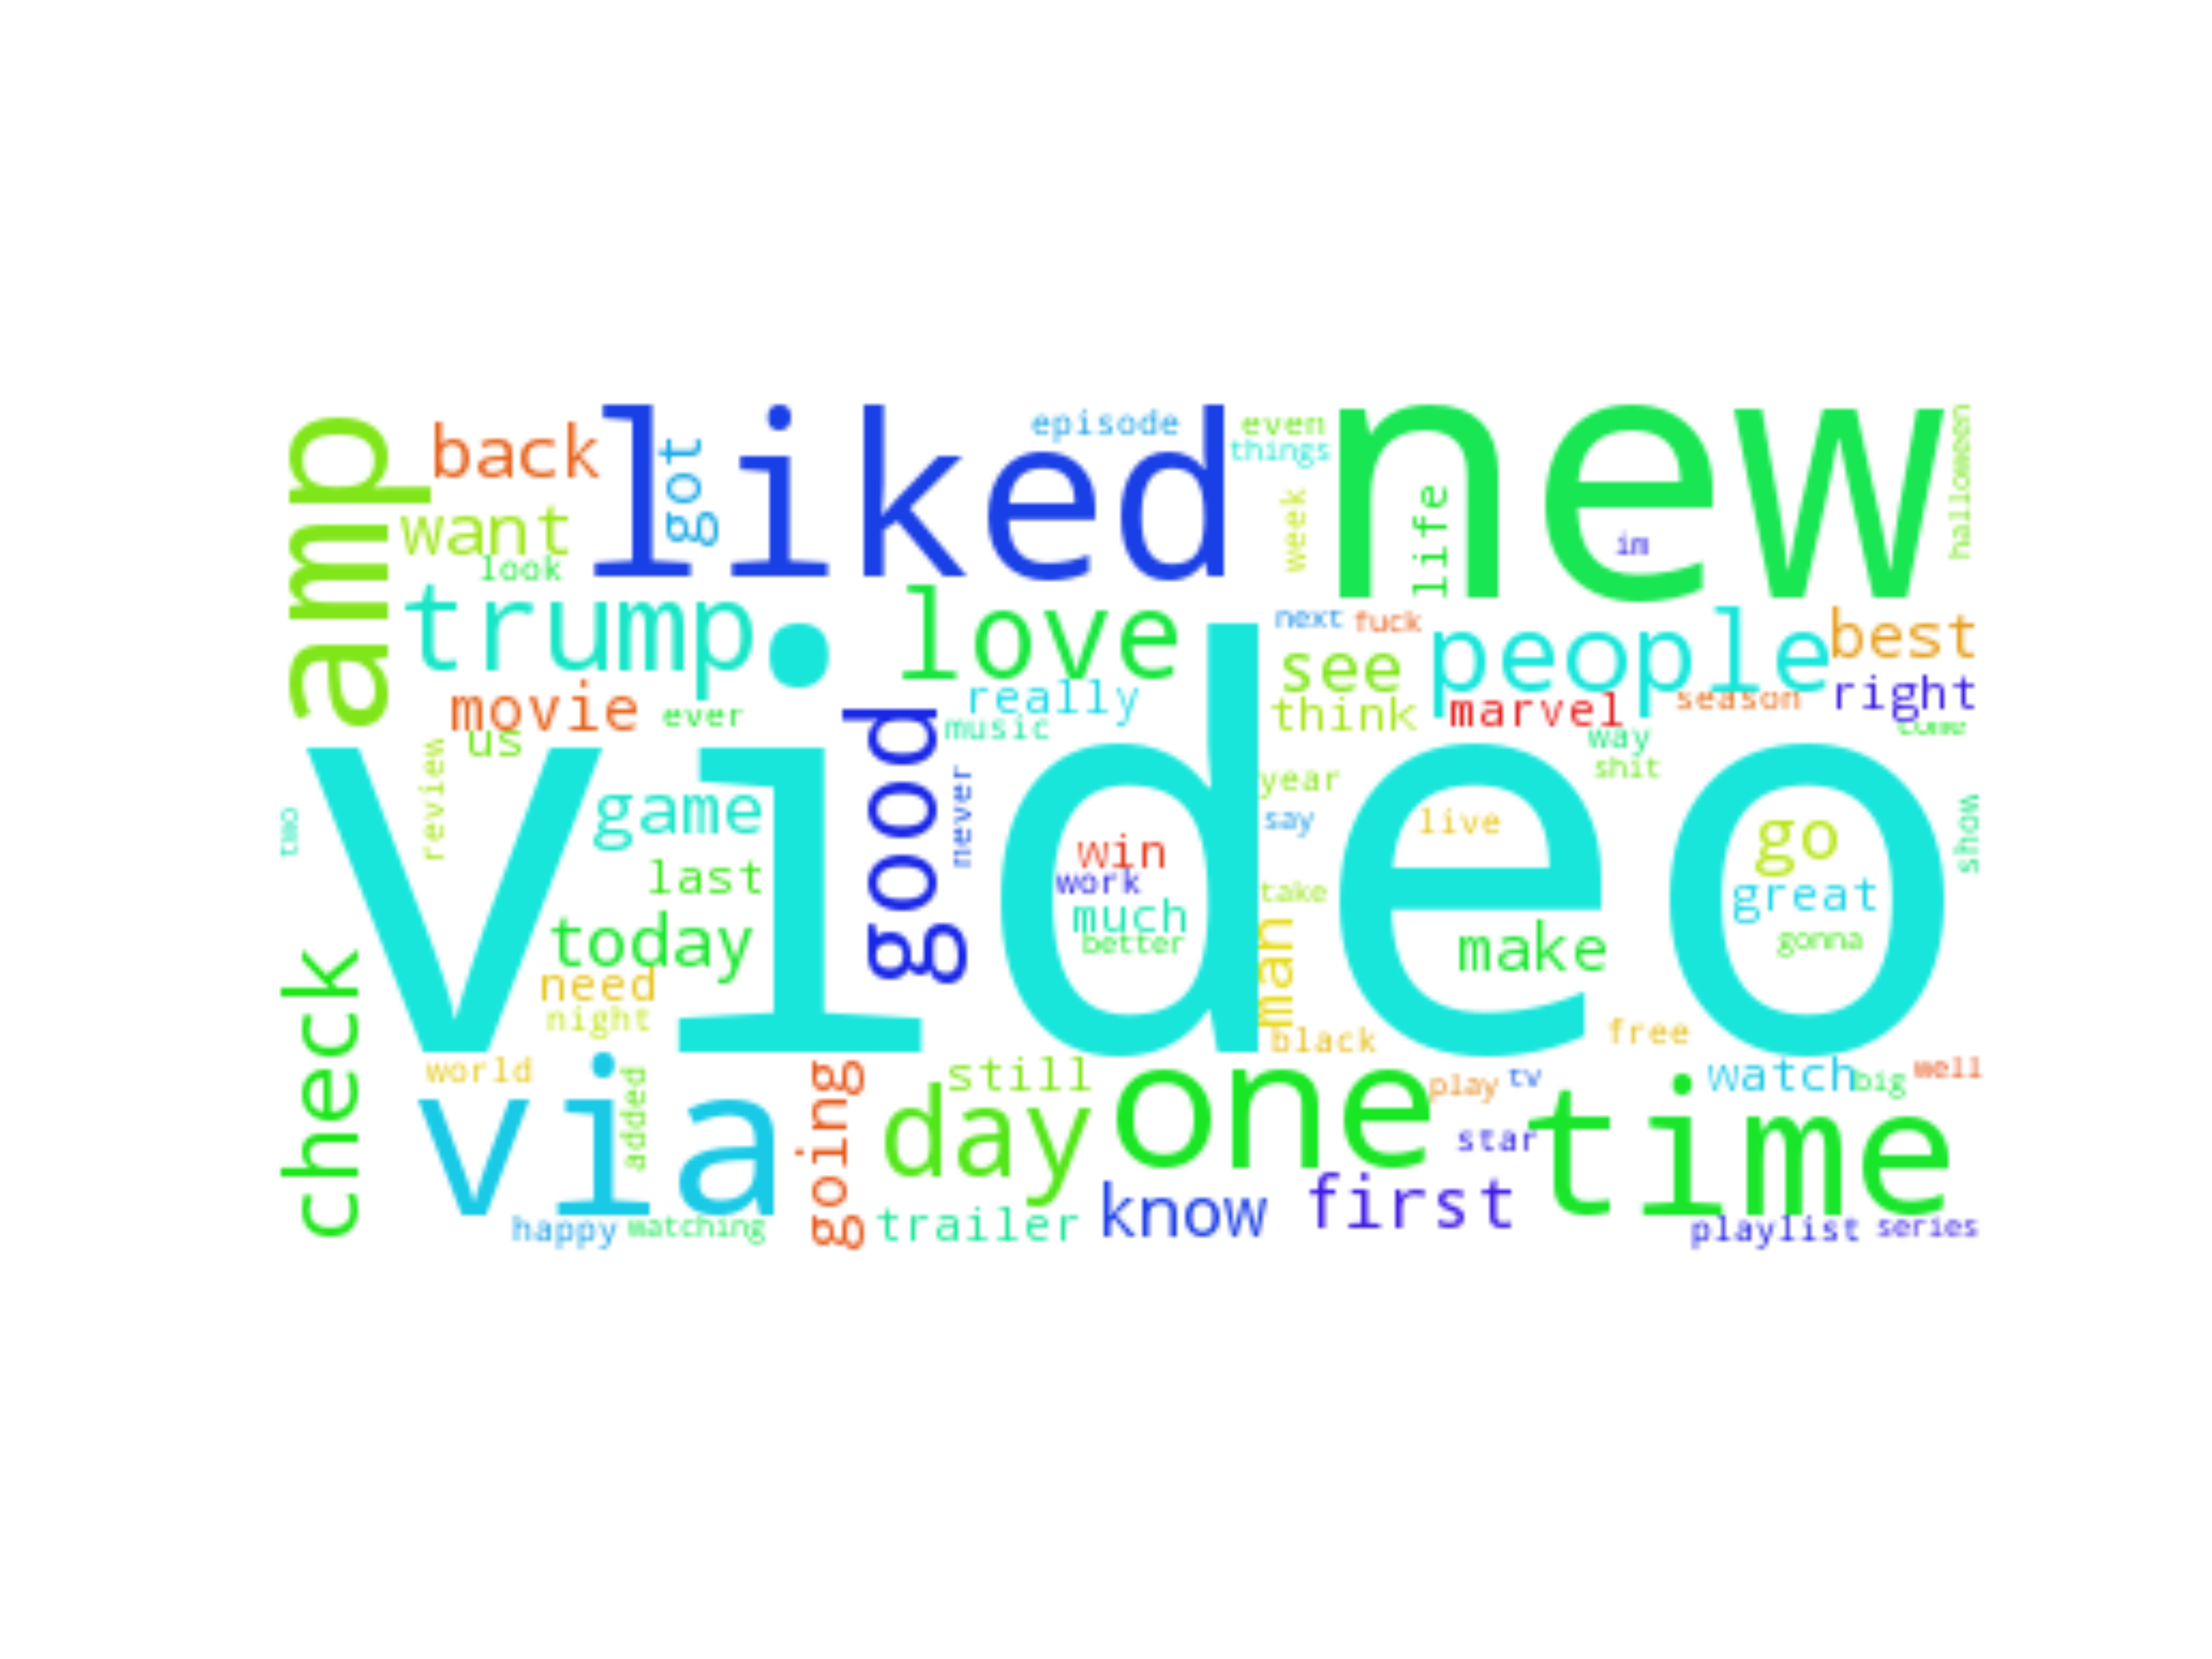 amp
back
liked
got
episode
even
things
new
halloween
want
look
week
life
im
trump
love
next
fuck
people
best
see
movie
ever
really
music
think
marvel
season
right
come
us
way
shit
video
review
two
game
good
never
year
say
live
go
show
last
win
work
much
better
take
great
gonna
today
man
make
need
night
black
free
check
world
via
added
going
still
day
one
play
tv
star
time
watch
big
well
happy
watching
trailer
know
first
playlist
series